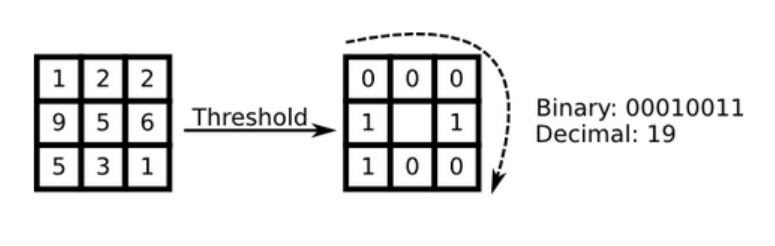 1 2 2
9 5 6
5 3 1
Threshold
0 0 0
1 1
1 0 0
Binary: 00010011
Decimal: 19